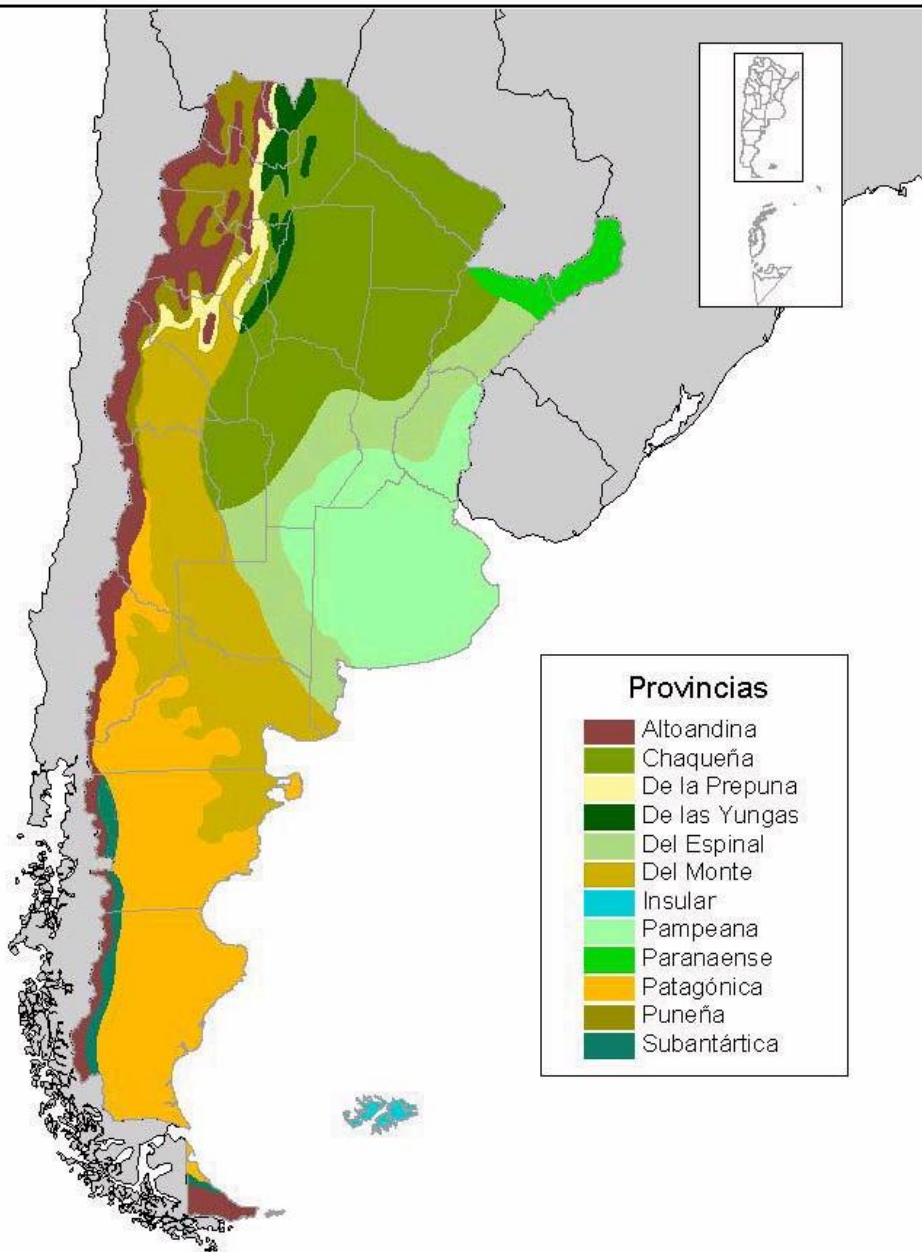 Provincias
Altoandina
Chaqueña
De la Prepuna
De las Yungas
Del Espinal
Del Monte
Insular
Pampeana
Paranaense
Patagónica
Puneña
Subantártica